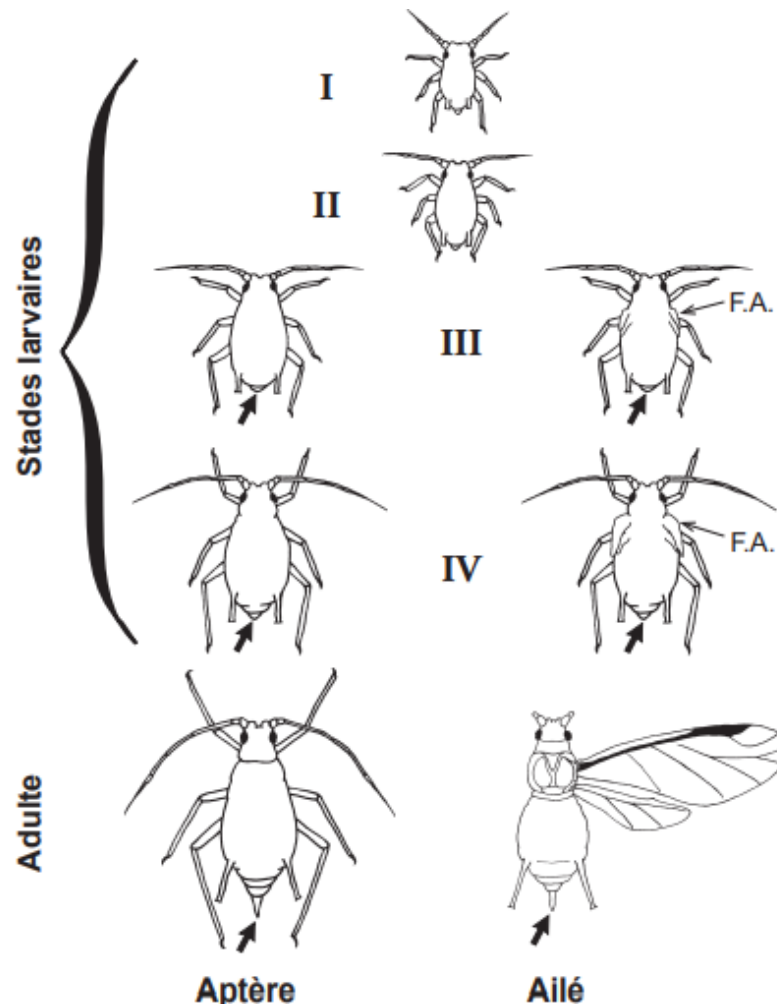 I
II
Stades larvaires
III
F.A.
IV
F.A.
Adulte
Aptère
Ailé